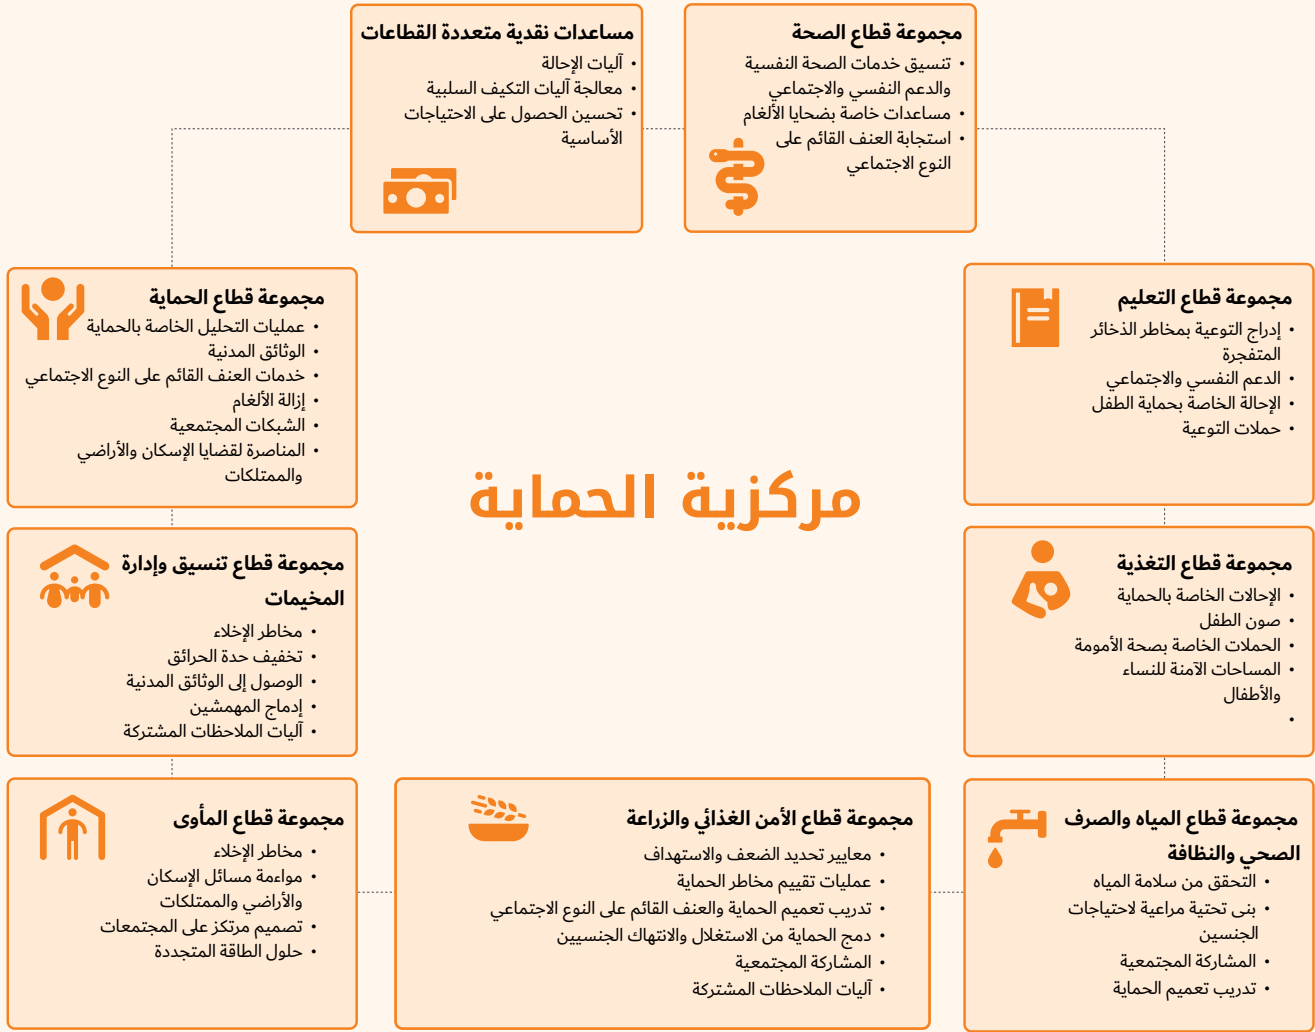 مجموعة قطاع الصحة
• تنسيق خدمات الصحة النفسية
والدعم النفسي والاجتماعي
• مساعدات خاصة بضحايا الألغام
• استجابة العنف القائم على
النوع الاجتماعي
مساعدات نقدية متعددة القطاعات
• آليات الإحالة
• معالجة آليات التكيف السلبية
• تحسين الحصول على الاحتياجات
الأساسية
مجموعة قطاع التعليم
• إدراج التوعية بمخاطر الذخائر
المتفجرة
• الدعم النفسي والاجتماعي
• الإحالة الخاصة بحماية الطفل
• حملات التوعية
مجموعة قطاع الحماية
• عمليات التحليل الخاصة بالحماية
• الوثائق المدنية
• خدمات العنف القائم على النوع الاجتماعي
• إزالة الألغام
• الشبكات المجتمعية
• المناصرة لقضايا الإسكان والأراضي
والممتلكات
مركزية الحماية
مجموعة قطاع التغذية
• الإحالات الخاصة بالحماية
• صون الطفل
• الحملات الخاصة بصحة الأمومة
• المساحات الآمنة للنساء
والأطفال
•
مجموعة قطاع تنسيق وإدارة
المخيمات
• مخاطر الإخلاء
• تخفيف حدة الحرائق
• الوصول إلى الوثائق المدنية
• إدماج المهمشين
• آليات الملاحظات المشتركة
مجموعة قطاع المياه والصرف
الصحي والنظافة
• التحقق من سلامة المياه
• بنى تحتية مراعية لاحتياجات
الجنسين
• المشاركة المجتمعية
• تدريب تعميم الحماية
مجموعة قطاع الأمن الغذائي والزراعة
• معايير تحديد الضعف والاستهداف
• عمليات تقييم مخاطر الحماية
• تدريب تعميم الحماية والعنف القائم على النوع الاجتماعي
• دمج الحماية من الاستغلال والانتهاك الجنسيين
• المشاركة المجتمعية
• آليات الملاحظات المشتركة
مجموعة قطاع المأوى
• مخاطر الإخلاء
• مواءمة مسائل الإسكان
والأراضي والممتلكات
• تصميم مرتكز على المجتمعات
• حلول الطاقة المتجددة